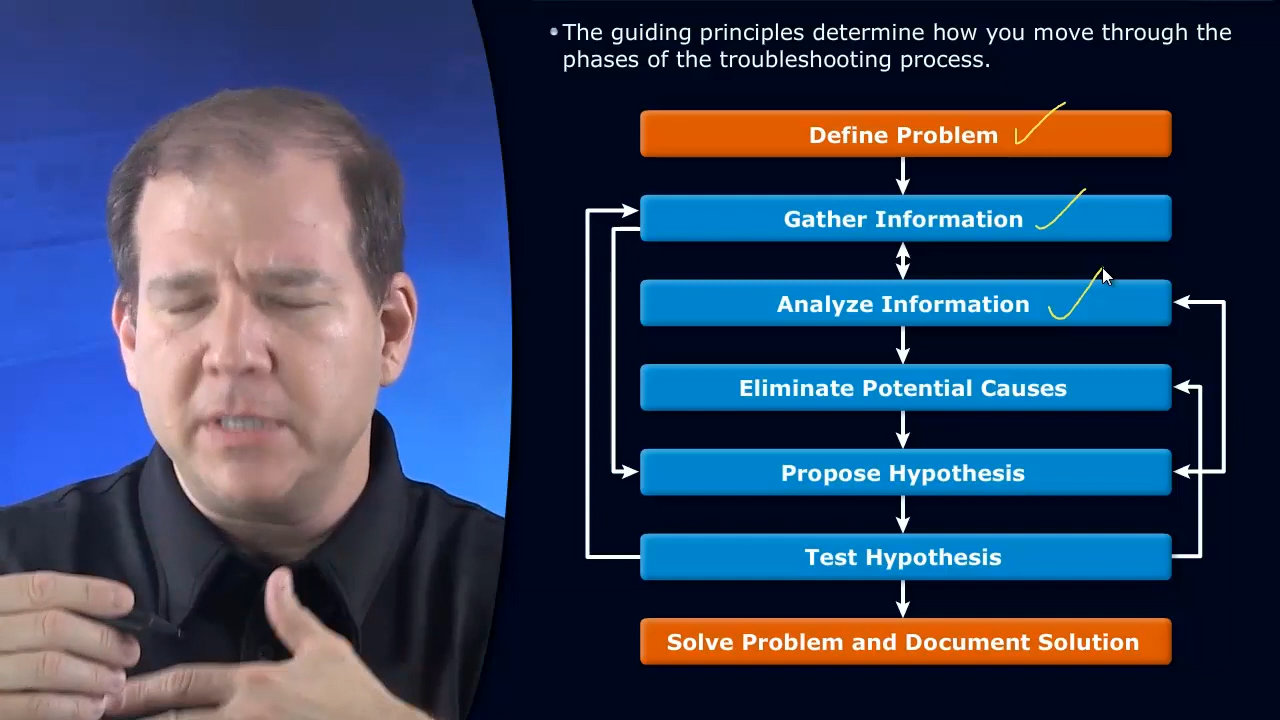 •The guiding principles determine how you move through the
phases of the troubleshooting process.
Define Problem
Gather Information
Analyze Information
Eliminate Potential Causes
Propose Hypothesis
Test Hypothesis
Solve Problem and Document Solution